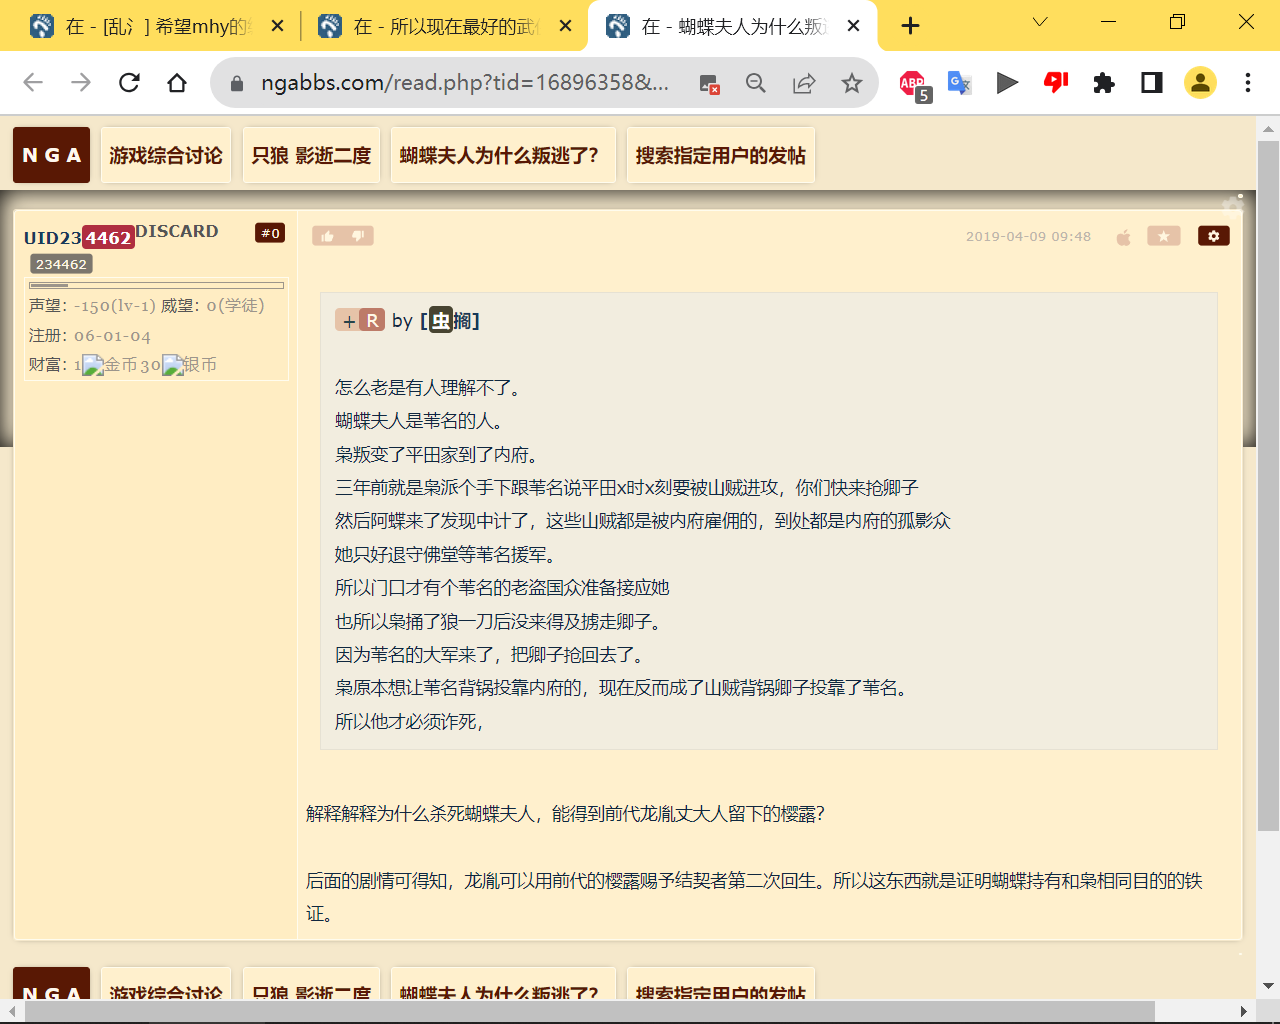 在 - [乱氵] 希望mhy的
在 - 所以现在最好的武
在 - 蝴蝶夫人为什么叛
ngabbs.com/read.php?tid=16896358&...
ABP
5
N G A
游戏综合讨论
只狼 影逝二度
蝴蝶夫人为什么叛逃了?
搜索指定用户的发帖
UID234462DISCARD
#0
234462
声望: -150(lv-1) 威望: 0(学徒)
注册: 06-01-04
财富: 1金币30银币
2019-04-09 09:48
+ R by [虫搁]
怎么老是有人理解不了。
蝴蝶夫人是苇名的人。
枭叛变了平田家到了内府。
三年前就是枭派个手下跟苇名说平田x时x刻要被山贼进攻，你们快来抢卿子
然后阿蝶来了发现中计了，这些山贼都是被内府雇佣的，到处都是内府的孤影众
她只好退守佛堂等苇名援军。
所以门口才有个苇名的老盗国众准备接应她
也所以枭捅了狼一刀后没来得及掳走卿子。
因为苇名的大军来了，把卿子抢回去了。
枭原本想让苇名背锅投靠内府的，现在反而成了山贼背锅卿子投靠了苇名。
所以他才必须诈死，
解释解释为什么杀死蝴蝶夫人，能得到前代龙胤丈大人留下的樱露?
后面的剧情可得知，龙胤可以用前代的樱露赐予结契者第二次回生。所以这东西就是证明蝴蝶持有和枭相同目的的铁
证。
N G A
游戏综合讨论
只狼 影逝二度
蝴蝶夫人为什么叛逃了?
搜索指定用户的发帖